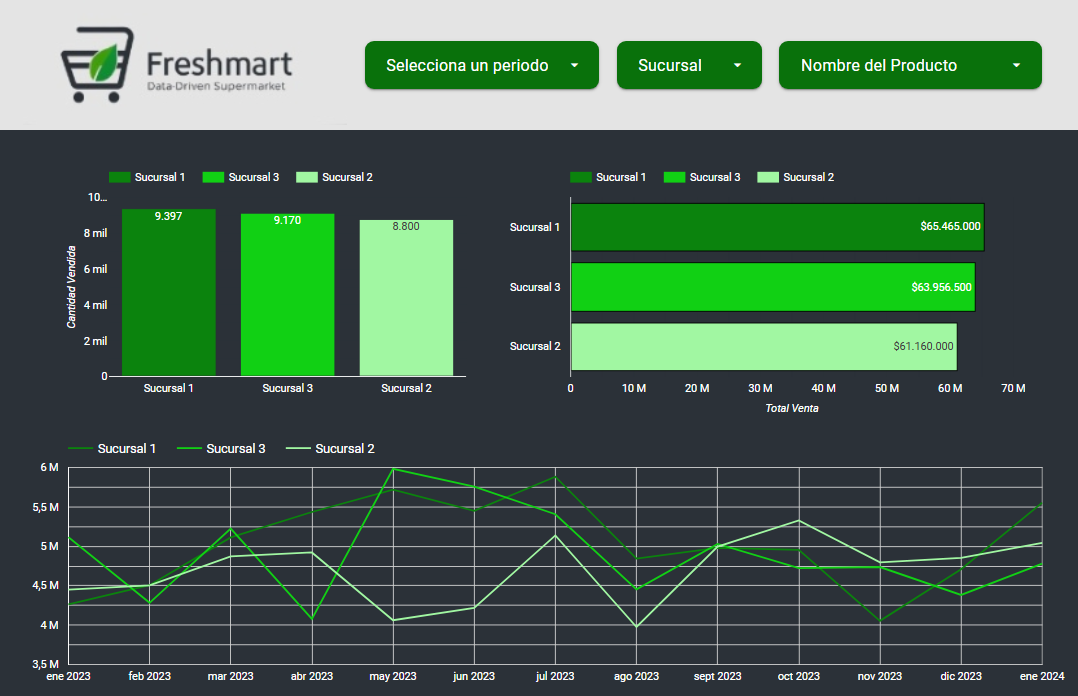 Freshmart
Data-Driven Supermarket
Selecciona un periodo
Sucursal
Nombre del Producto
Sucursal 1 Sucursal 3 Sucursal 2
Cantidad Vendida
10...
8 mil
6 mil
4 mil
2 mil
0
9.397
9.170
8.800
Sucursal 1 Sucursal 3 Sucursal 2
Sucursal 1 Sucursal 3 Sucursal 2
Sucursal 1 $65.465.000
Sucursal 3 $63.956.500
Sucursal 2 $61.160.000
0 10 M 20 M 30 M 40 M 50 M 60 M 70 M
Total Venta
Sucursal 1 Sucursal 3 Sucursal 2
6 M
5,5 M
5 M
4,5 M
4 M
3,5 M
ene 2023 feb 2023 mar 2023 abr 2023 may 2023 jun 2023 jul 2023 ago 2023 sept 2023 oct 2023 nov 2023 dic 2023 ene 2024